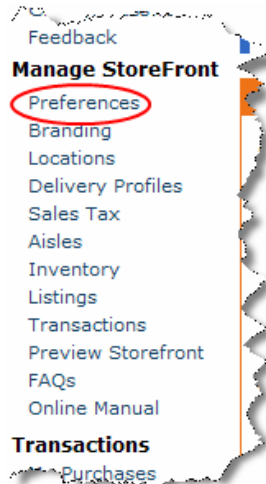 Feedback
Manage StoreFront
Preferences
Branding
Locations
Delivery Profiles
Sales Tax
Aisles
Inventory
Listings
Transactions
Preview Storefront
FAQs
Online Manual
Transactions
Purchases